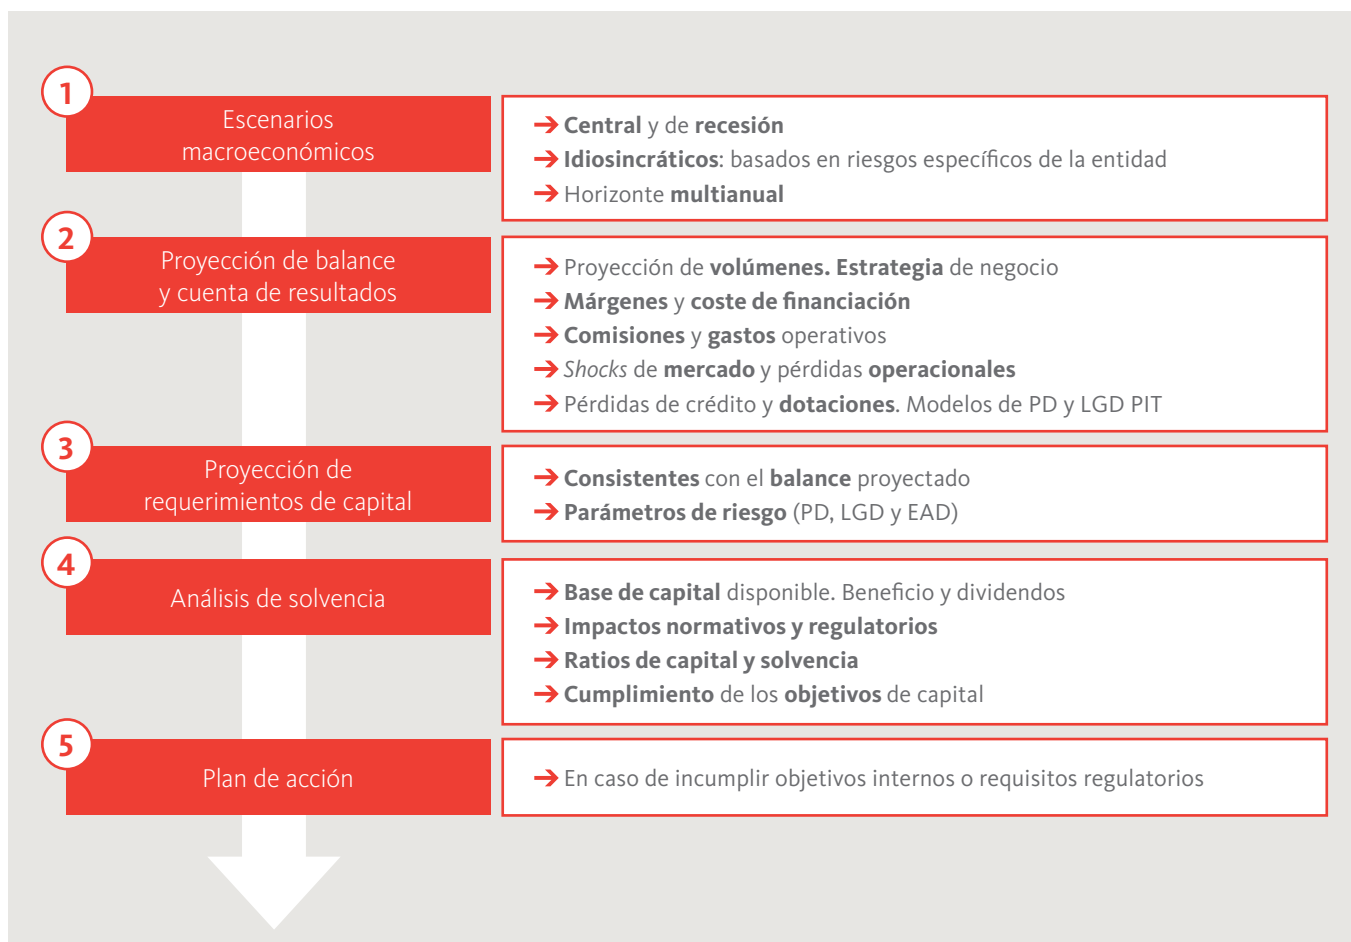 1
Escenarios
macroeconómicos
➔ Central y de recesión
➔ Idiosincráticos: basados en riesgos específicos de la entidad
➔ Horizonte multianual
2
Proyección de balance
y cuenta de resultados
➔ Proyección de volúmenes. Estrategia de negocio
➔ Márgenes y coste de financiación
➔ Comisiones y gastos operativos
➔ Shocks de mercado y pérdidas operacionales
➔ Pérdidas de crédito y dotaciones. Modelos de PD y LGD PIT
3
Proyección de
requerimientos de capital
➔ Consistentes con el balance proyectado
➔ Parámetros de riesgo (PD, LGD y EAD)
4
Análisis de solvencia
➔ Base de capital disponible. Beneficio y dividendos
➔ Impactos normativos y regulatorios
➔ Ratios de capital y solvencia
➔ Cumplimiento de los objetivos de capital
5
Plan de acción
➔ En caso de incumplir objetivos internos o requisitos regulatorios